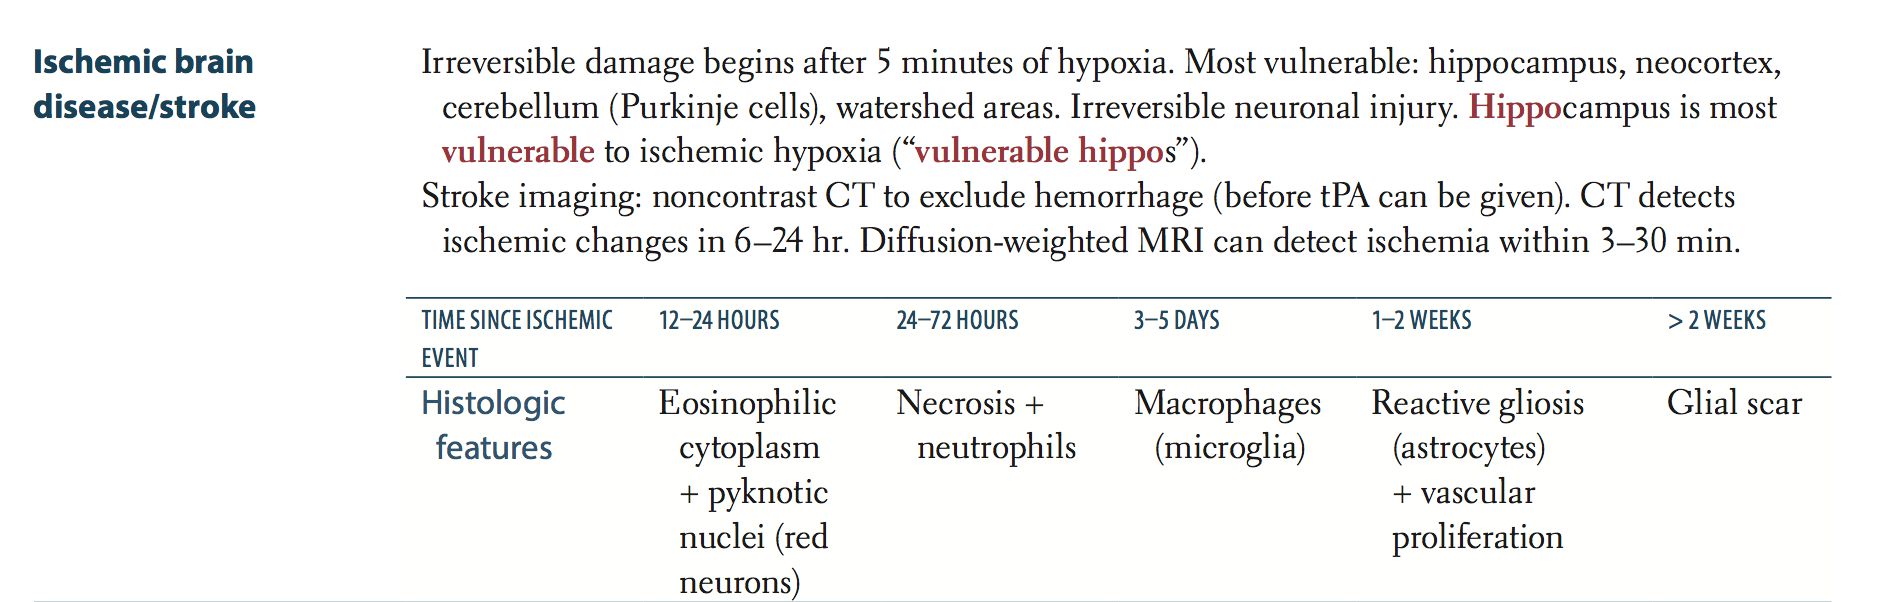 Ischemic brain
disease/stroke
Irreversible damage begins after 5 minutes of hypoxia. Most vulnerable: hippocampus, neocortex,
cerebellum (Purkinje cells), watershed areas. Irreversible neuronal injury. Hippocampus is most
vulnerable to ischemic hypoxia (“vulnerable hippos”).
Stroke imaging: noncontrast CT to exclude hemorrhage (before tPA can be given). CT detects
ischemic changes in 6–24 hr. Diffusion-weighted MRI can detect ischemia within 3–30 min.
TIME SINCE ISCHEMIC
EVENT
12–24 HOURS
24–72 HOURS
3–5 DAYS
1–2 WEEKS
> 2 WEEKS
Histologic
features
Eosinophilic
cytoplasm
+ pyknotic
nuclei (red
neurons)
Necrosis +
neutrophils
Macrophages
(microglia)
Reactive gliosis
(astrocytes)
+ vascular
proliferation
Glial scar